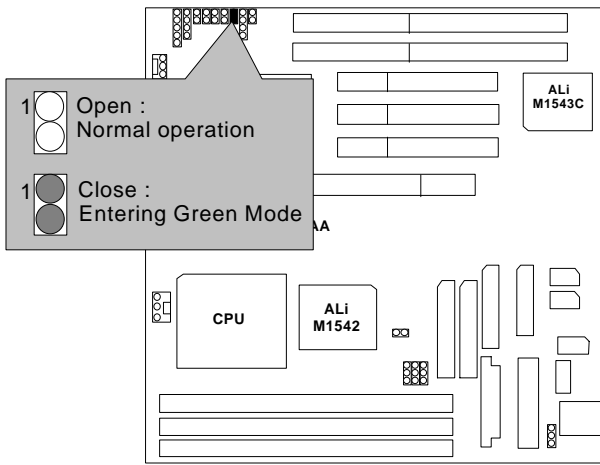 1 Open :
Normal operation
1 Close :
Entering Green Mode
ALi
M1543C
AA
CPU
ALi
M1542